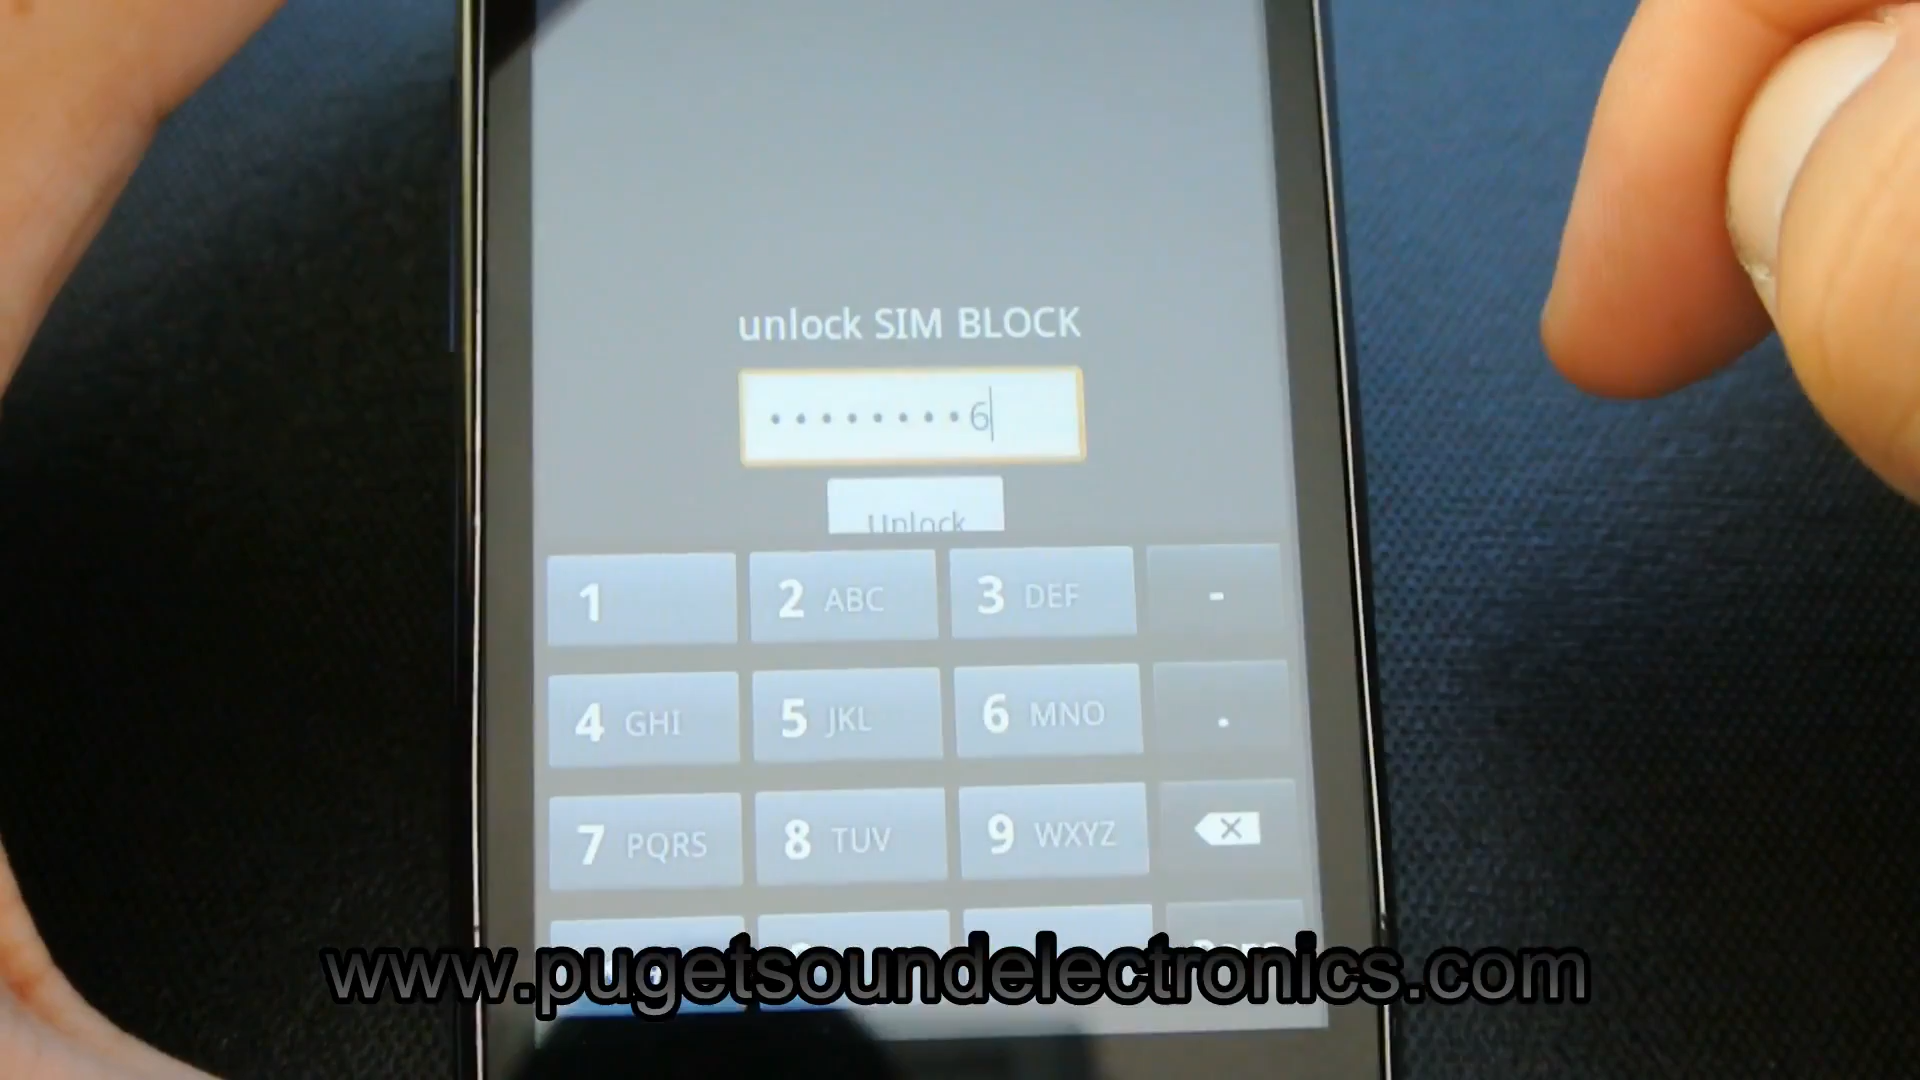 unlock SIM BLOCK
••••••••6
Unlock
1
2 ABC
3 DEF
-
4 GHI
5 JKL
6 MNO
.
7 PQRS
8 TUV
9 WXYZ
www.pugetsoundelectronics.com